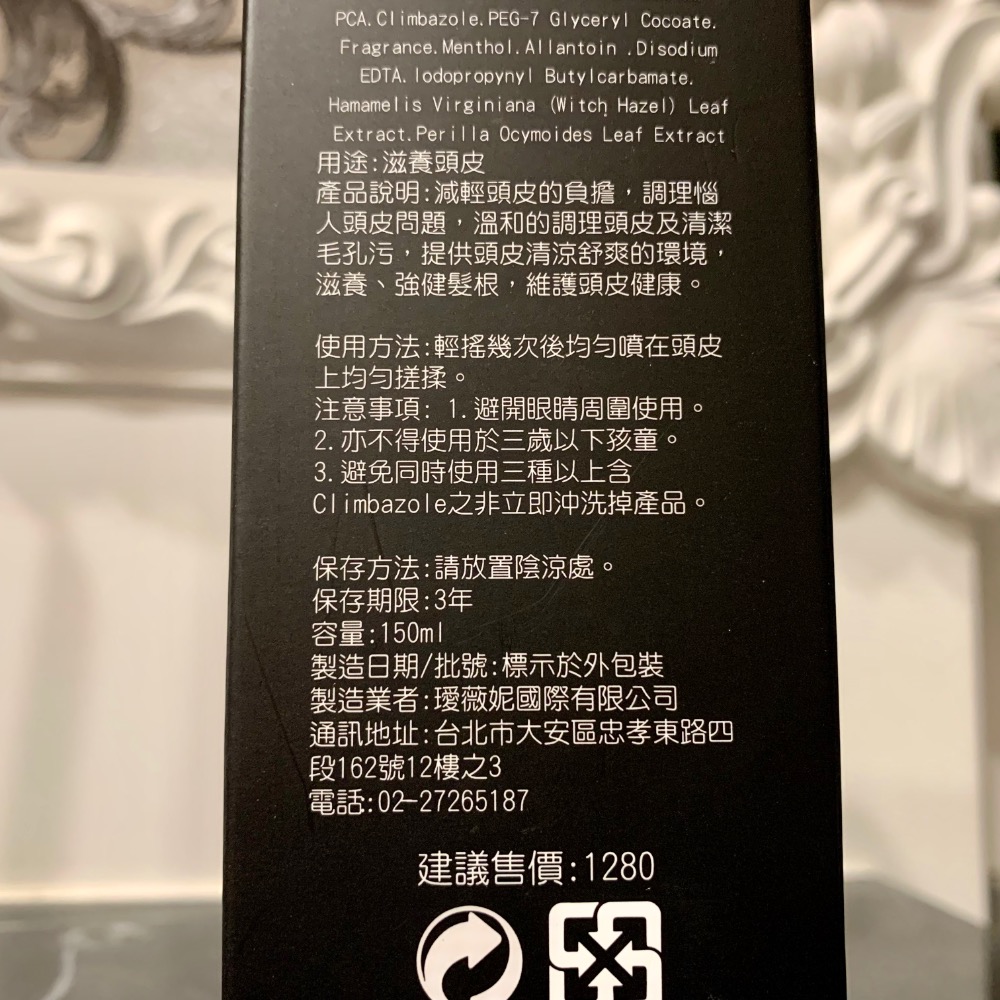 PCA.Climbazole.PEG-7 Glyceryl Cocoate.
Fragrance.Menthol.Allantoin .Disodium
EDTA.Iodopropynyl Butylcarbamate.
Hamamelis Virginiana (Witch Hazel) Leaf
Extract.Perilla Ocymoides Leaf Extract
用途:滋養頭皮
產品說明:減輕頭皮的負擔，調理惱
人頭皮問題，溫和的調理頭皮及清潔
毛孔污，提供頭皮清涼舒爽的環境，
滋養、強健髮根，維護頭皮健康。
使用方法:輕搖幾次後均勻噴在頭皮
上均勻搓揉。
注意事項: 1.避開眼睛周圍使用。
2.亦不得使用於三歲以下孩童。
3.避免同時使用三種以上含
Climbazole之非立即沖洗掉產品。
保存方法:請放置陰涼處。
保存期限:3年
容量:150ml
製造日期/批號:標示於外包裝
製造業者:璦薇妮國際有限公司
通訊地址:台北市大安區忠孝東路四
段162號12樓之3
電話:02-27265187
建議售價:1280